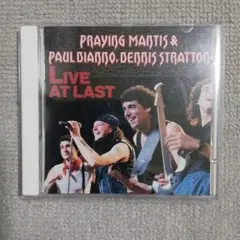 PRAYING MANTIS &
PAUL DIANNO, DENNIS STRATTON
LIVE
AT LAST